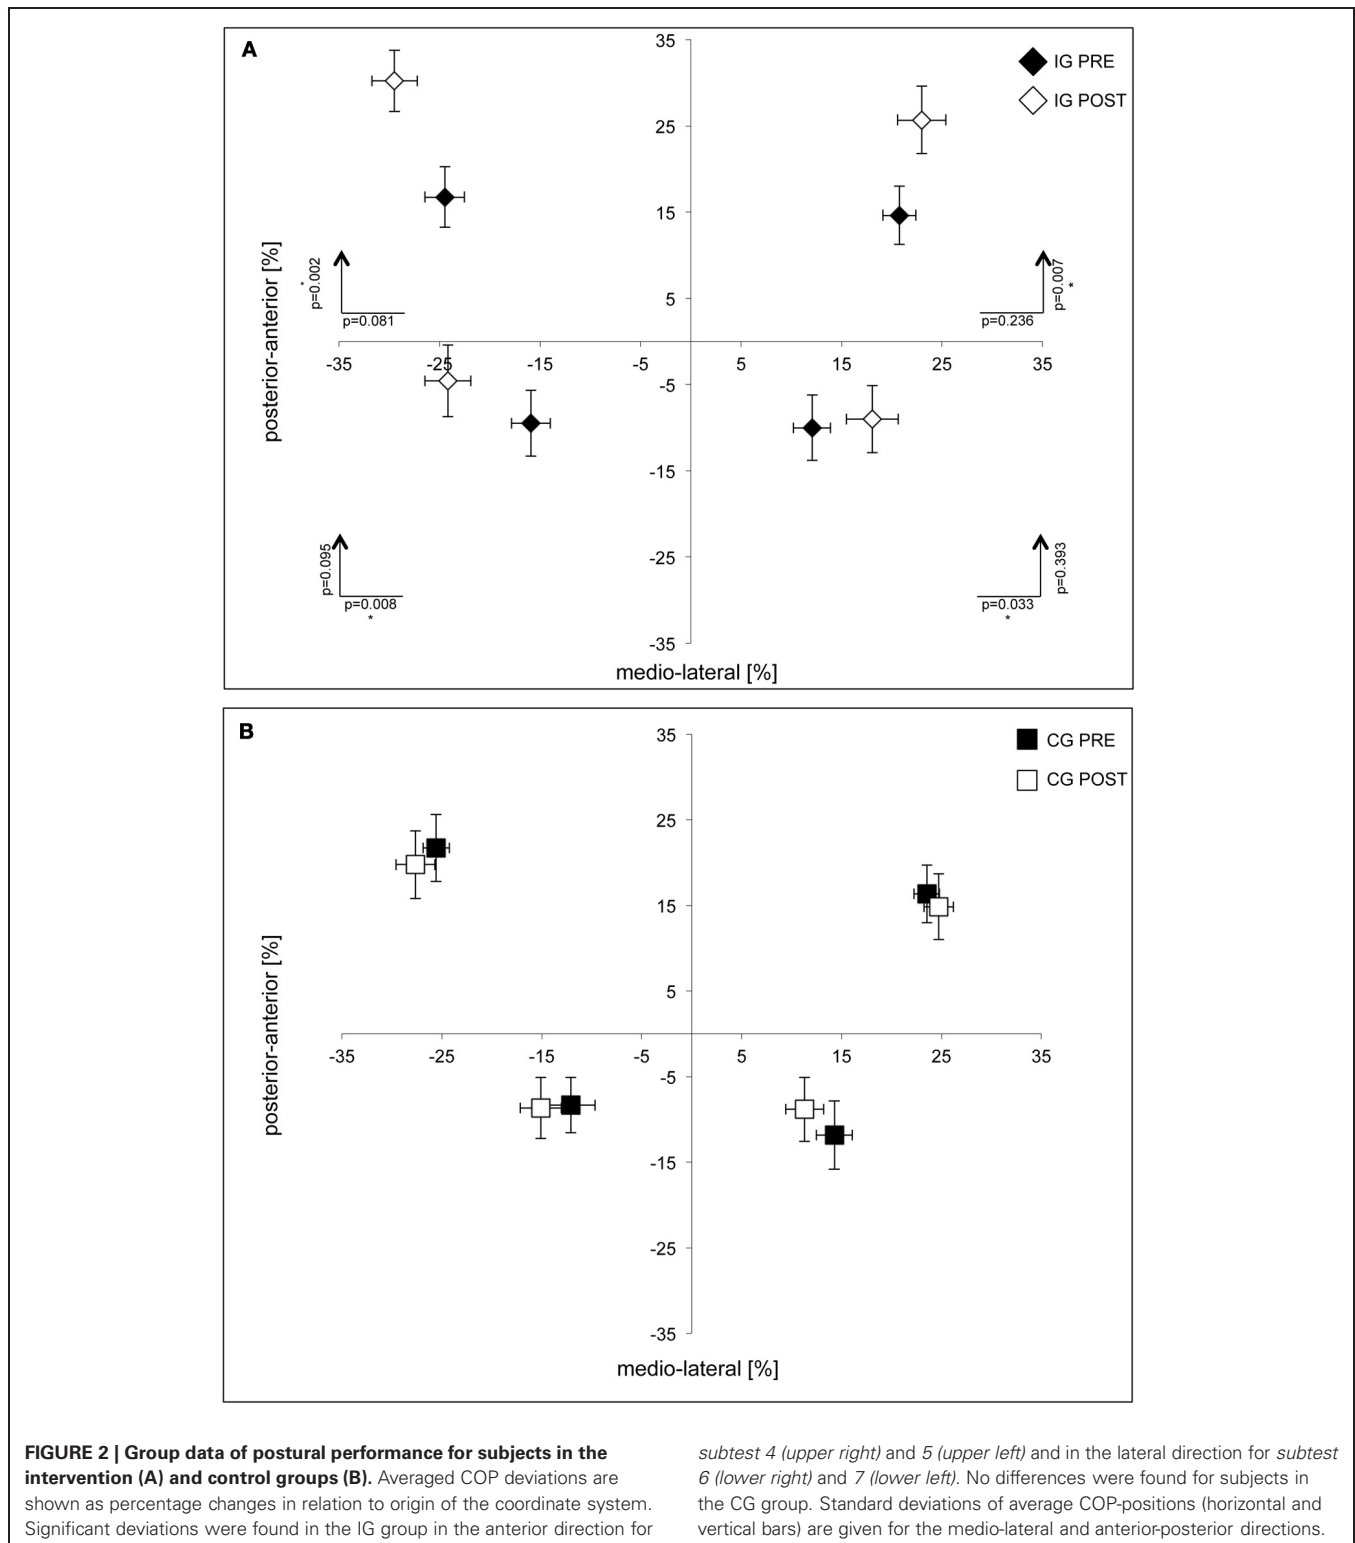 A
35
IG PRE
IG POST
25
15
posterior-anterior [%]
5
p=0.002
*
p=0.081
p=0.007
*
p=0.236
-35
-25
-15
-5
5
15
25
35
-5
-15
-25
p=0.095
p=0.008
*
p=0.393
p=0.033
*
-35
medio-lateral [%]
B
35
CG PRE
CG POST
25
15
posterior-anterior [%]
5
-35
-25
-15
-5
5
15
25
35
-5
-15
-25
-35
medio-lateral [%]
FIGURE 2 | Group data of postural performance for subjects in the
intervention (A) and control groups (B). Averaged COP deviations are
shown as percentage changes in relation to origin of the coordinate system.
Significant deviations were found in the IG group in the anterior direction for
subtest 4 (upper right) and 5 (upper left) and in the lateral direction for subtest
6 (lower right) and 7 (lower left). No differences were found for subjects in
the CG group. Standard deviations of average COP-positions (horizontal and
vertical bars) are given for the medio-lateral and anterior-posterior directions.